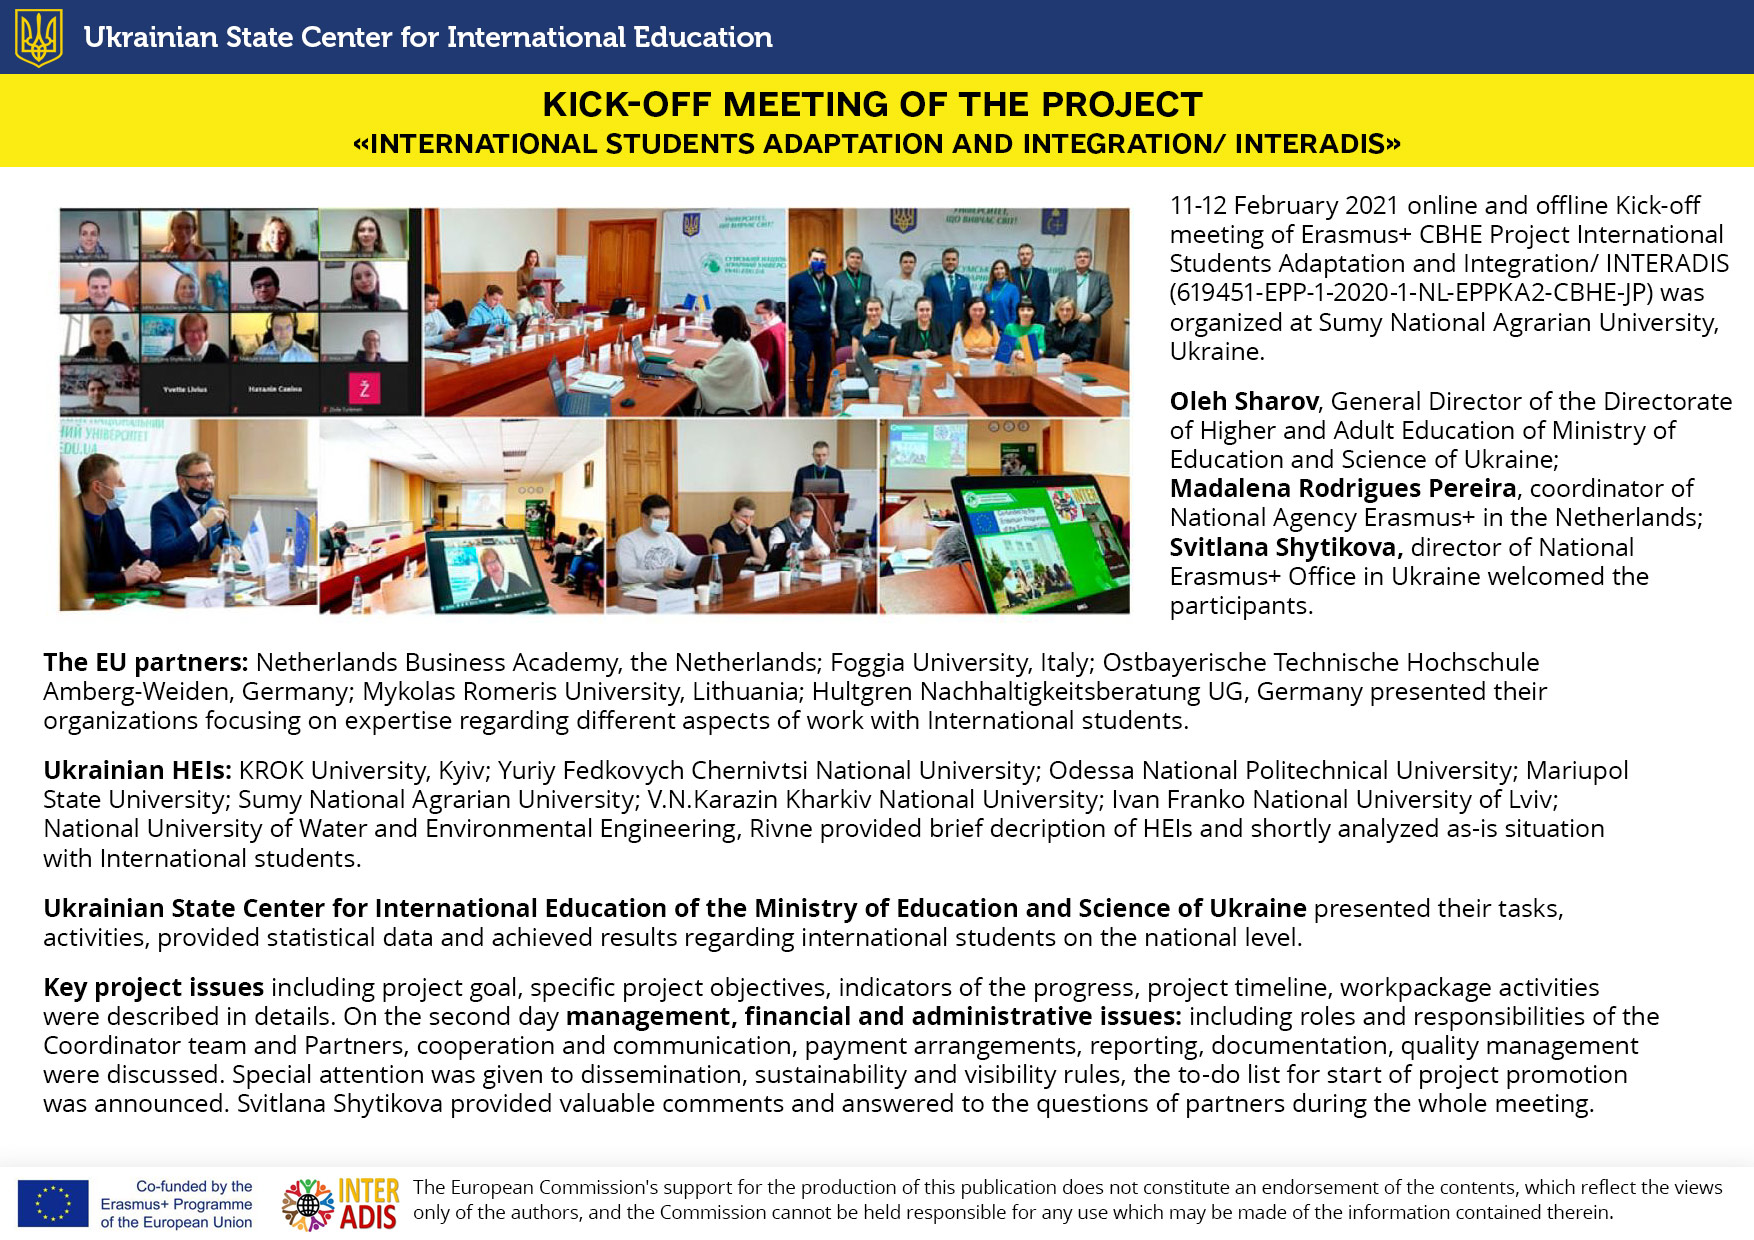 Ukrainian State Center for International Education
KICK-OFF MEETING OF THE PROJECT
«INTERNATIONAL STUDENTS ADAPTATION AND INTEGRATION/ INTERADIS»
Yvette Livius
Наталія Савіна
Ž
УНІВЕРСИТЕТ,
ЩО ВИВЧАЄ СВІТ!
ЩО ВИВЧАЄ СВІТ!
НИЙ УНІВЕРСИТЕТ
EDU.UA
11-12 February 2021 online and offline Kick-off
meeting of Erasmus+ CBHE Project International
Students Adaptation and Integration/ INTERADIS
(619451-EPP-1-2020-1-NL-EPPKA2-CBHE-JP) was
organized at Sumy National Agrarian University,
Ukraine.
Oleh Sharov, General Director of the Directorate
of Higher and Adult Education of Ministry of
Education and Science of Ukraine;
Madalena Rodrigues Pereira, coordinator of
National Agency Erasmus+ in the Netherlands;
Svitlana Shytikova, director of National
Erasmus+ Office in Ukraine welcomed the
participants.
The EU partners: Netherlands Business Academy, the Netherlands; Foggia University, Italy; Ostbayerische Technische Hochschule
Amberg-Weiden, Germany; Mykolas Romeris University, Lithuania; Hultgren Nachhaltigkeitsberatung UG, Germany presented their
organizations focusing on expertise regarding different aspects of work with International students.
Ukrainian HEIs: KROK University, Kyiv; Yuriy Fedkovych Chernivtsi National University; Odessa National Politechnical University; Mariupol
State University; Sumy National Agrarian University; V.N.Karazin Kharkiv National University; Ivan Franko National University of Lviv;
National University of Water and Environmental Engineering, Rivne provided brief decription of HEIs and shortly analyzed as-is situation
with International students.
Ukrainian State Center for International Education of the Ministry of Education and Science of Ukraine presented their tasks,
activities, provided statistical data and achieved results regarding international students on the national level.
Key project issues including project goal, specific project objectives, indicators of the progress, project timeline, workpackage activities
were described in details. On the second day management, financial and administrative issues: including roles and responsibilities of the
Coordinator team and Partners, cooperation and communication, payment arrangements, reporting, documentation, quality management
were discussed. Special attention was given to dissemination, sustainability and visibility rules, the to-do list for start of project promotion
was announced. Svitlana Shytikova provided valuable comments and answered to the questions of partners during the whole meeting.
Co-funded by the
Erasmus+ Programme
of the European Union
INTER
ADIS
The European Commission's support for the production of this publication does not constitute an endorsement of the contents, which reflect the views
only of the authors, and the Commission cannot be held responsible for any use which may be made of the information contained therein.